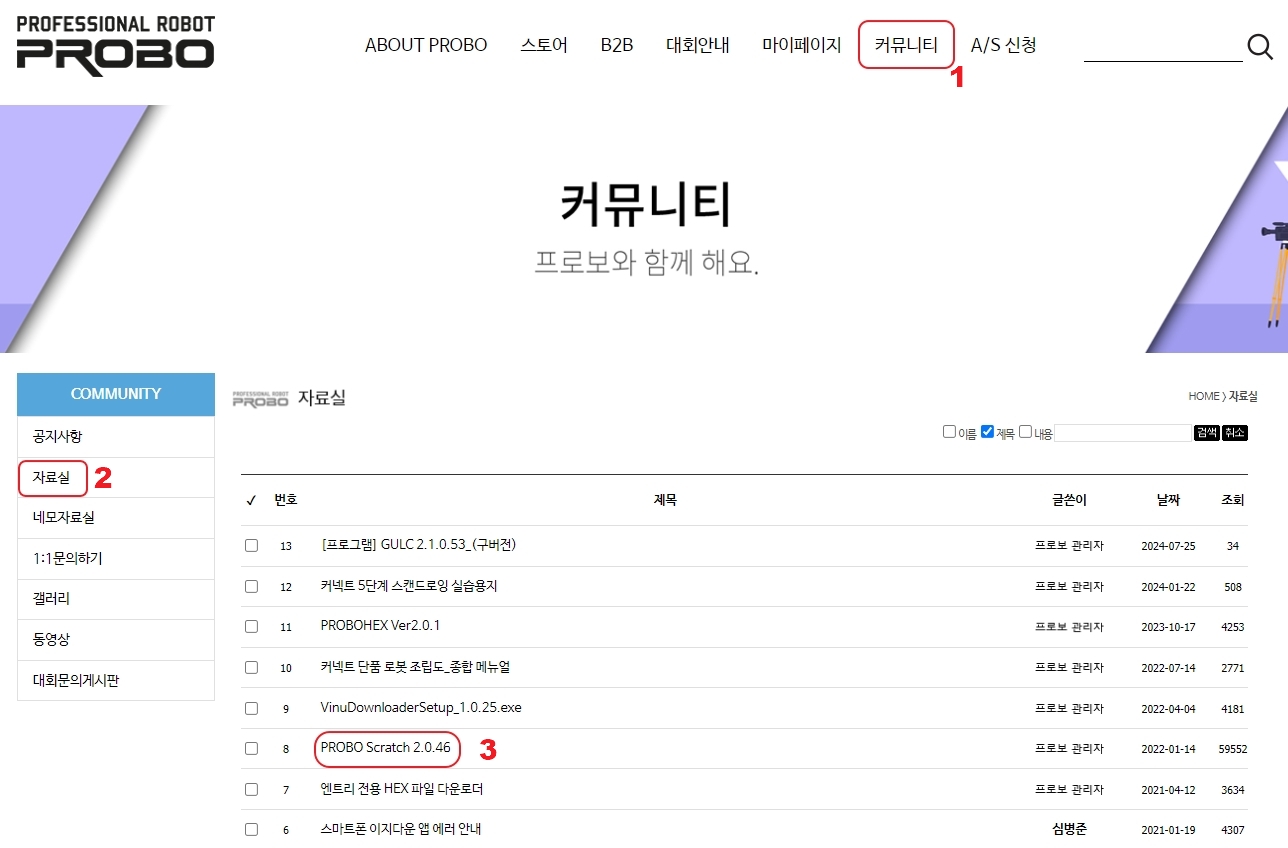 PROFESSIONAL ROBOT
PROBO
ABOUT PROBO 스토어 B2B 대회안내 마이페이지 커뮤니티 A/S 신청
1
커뮤니티
프로보와 함께 해요.
COMMUNITY
공지사항
자료실 2
네모자료실
1:1문의하기
갤러리
동영상
대회문의게시판
PROFESSIONAL ROBOT
PROBO 자료실
HOME 〉 자료실
이름 제목 내용 검색 취소
✓ 번호 제목 글쓴이 날짜 조회
13 [프로그램] GULC 2.1.0.53_(구버전) 프로보 관리자 2024-07-25 34
12 커넥트 5단계 스캔드로잉 실습용지 프로보 관리자 2024-01-22 508
11 PROBOHEX Ver2.0.1 프로보 관리자 2023-10-17 4253
10 커넥트 단품 로봇 조립도_종합 메뉴얼 프로보 관리자 2022-07-14 2771
9 VinuDownloaderSetup_1.0.25.exe 프로보 관리자 2022-04-04 4181
8 PROBO Scratch 2.0.46 3 프로보 관리자 2022-01-14 59552
7 엔트리 전용 HEX 파일 다운로더 프로보 관리자 2021-04-12 3634
6 스마트폰 이지다운 앱 에러 안내 심병준 2021-01-19 4307